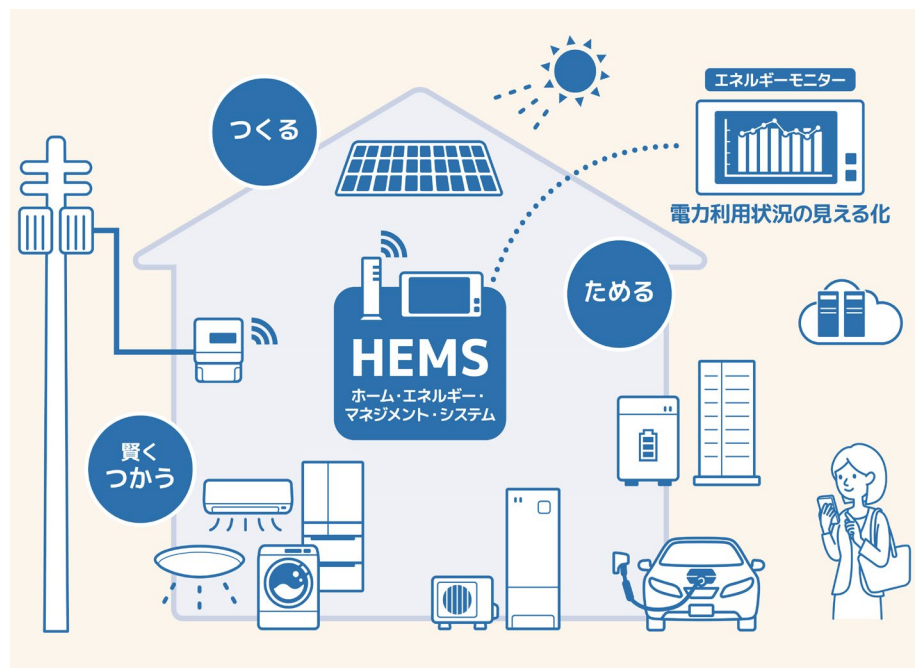 つくる
エネルギーモニター
電力利用状況の見える化
ためる
HEMS
ホーム・エネルギー・
マネジメント・システム
賢く
つかう